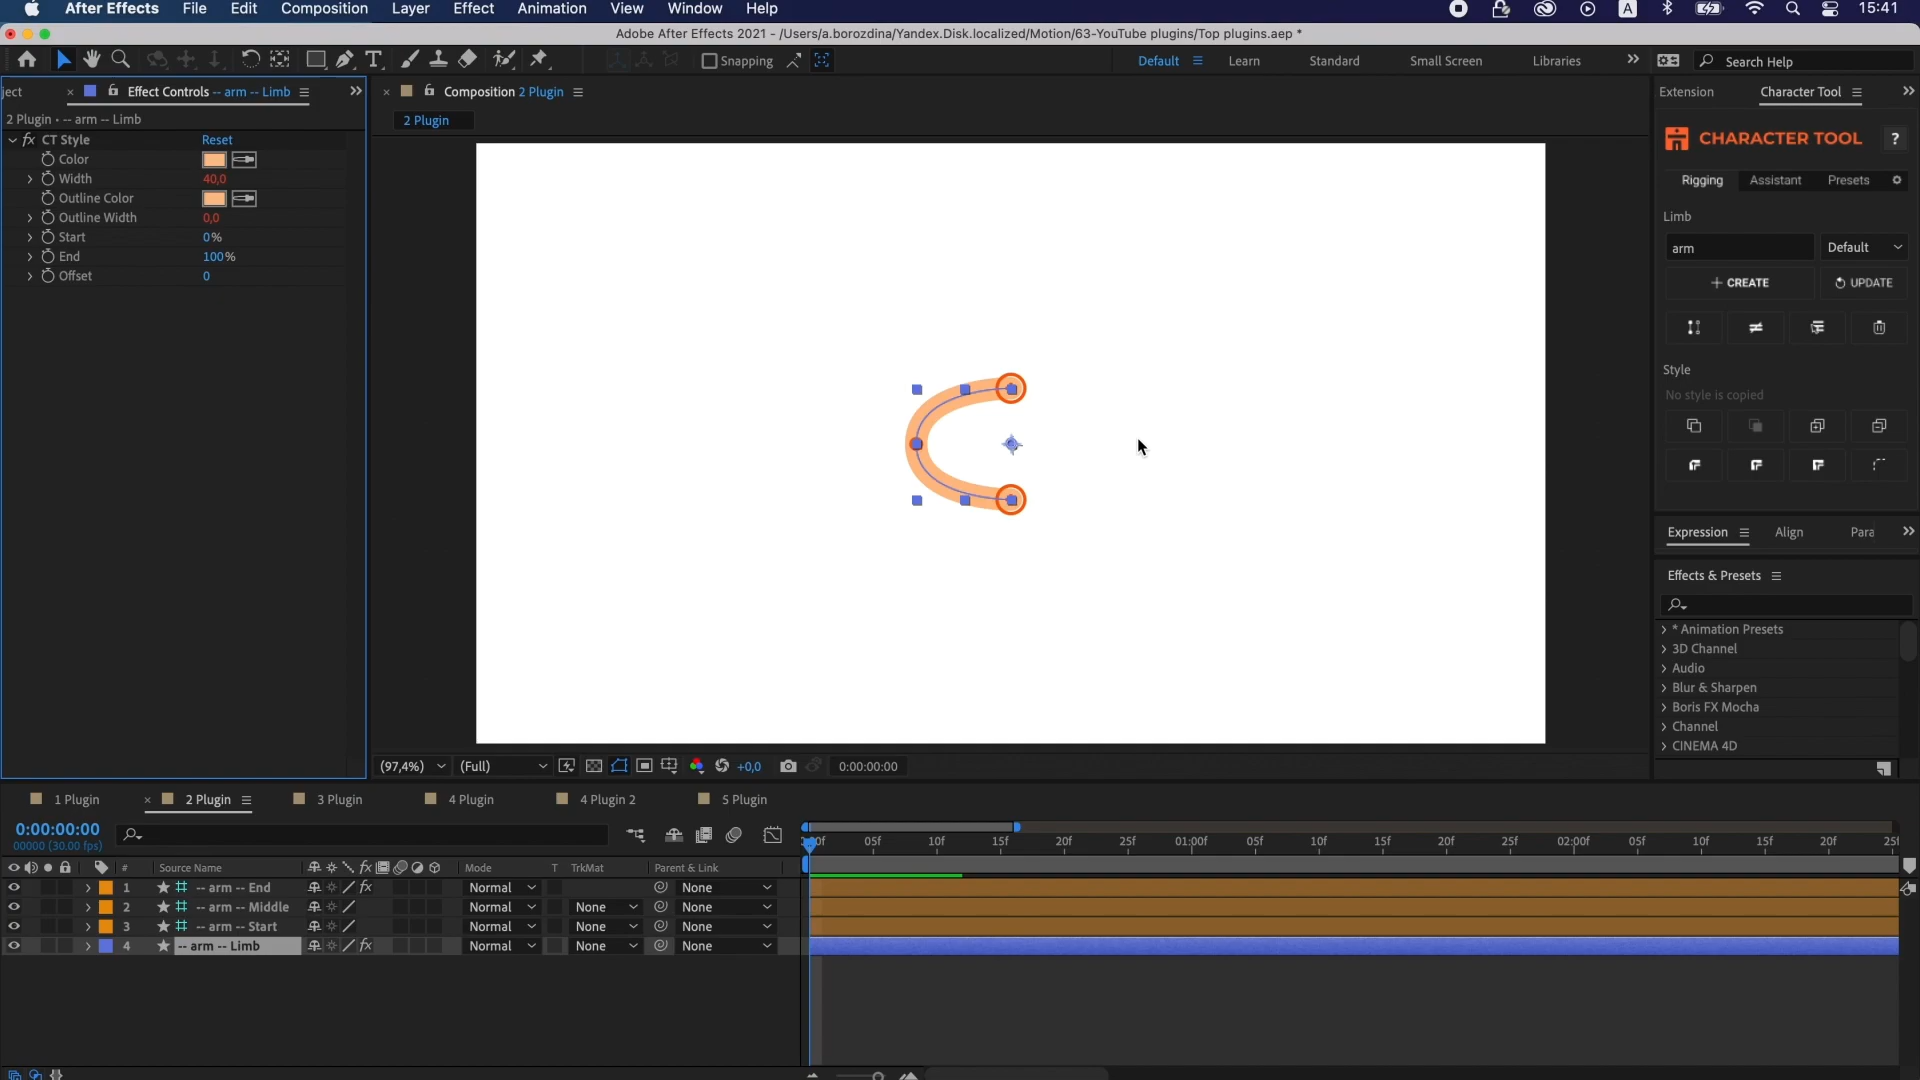 After Effects File Edit Composition Layer Effect Animation View Window Help A 15:41
Adobe After Effects 2021 - /Users/a.borozdina/Yandex.Disk.localized/Motion/63-YouTube plugins/Top plugins.aep *
Snapping Default Learn Standard Small Screen Libraries Search Help
ject × Effect Controls -- arm -- Limb × Composition 2 Plugin Extension Character Tool
2 Plugin • -- arm -- Limb
2 Plugin
fx CT Style Reset
Color
Width 40,0
Outline Color
Outline Width 0,0
Start 0%
End 100%
Offset 0
CHARACTER TOOL ?
Rigging Assistant Presets
Limb
arm Default
+ CREATE UPDATE
Style
No style is copied
Expression Align Para
Effects & Presets
* Animation Presets
3D Channel
Audio
Blur & Sharpen
Boris FX Mocha
Channel
CINEMA 4D
(97,4%) (Full) +0,0 0:00:00:00
1 Plugin × 2 Plugin 3 Plugin 4 Plugin 4 Plugin 2 5 Plugin
0:00:00:00
00000 (30.00 fps)
05f 10f 15f 20f 25f 01:00f 05f 10f 15f 20f 25f 02:00f 05f 10f 15f 20f
# Source Name fx Mode T TrkMat Parent & Link
1 -- arm -- End fx Normal None
2 -- arm -- Middle Normal None None
3 -- arm -- Start Normal None None
4 -- arm -- Limb fx Normal None None